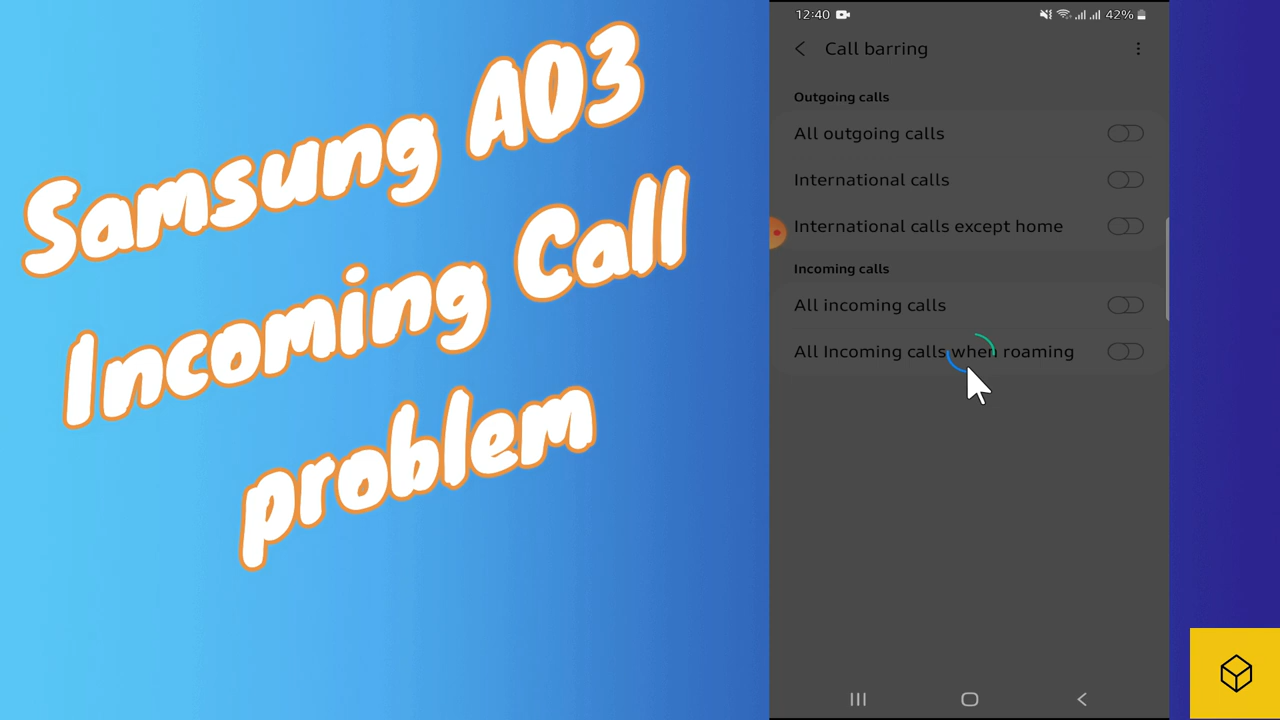 Samsung A03
Incoming Call
problem
12:40
42%
Call barring
Outgoing calls
All outgoing calls
International calls
International calls except home
Incoming calls
All incoming calls
All Incoming calls when roaming